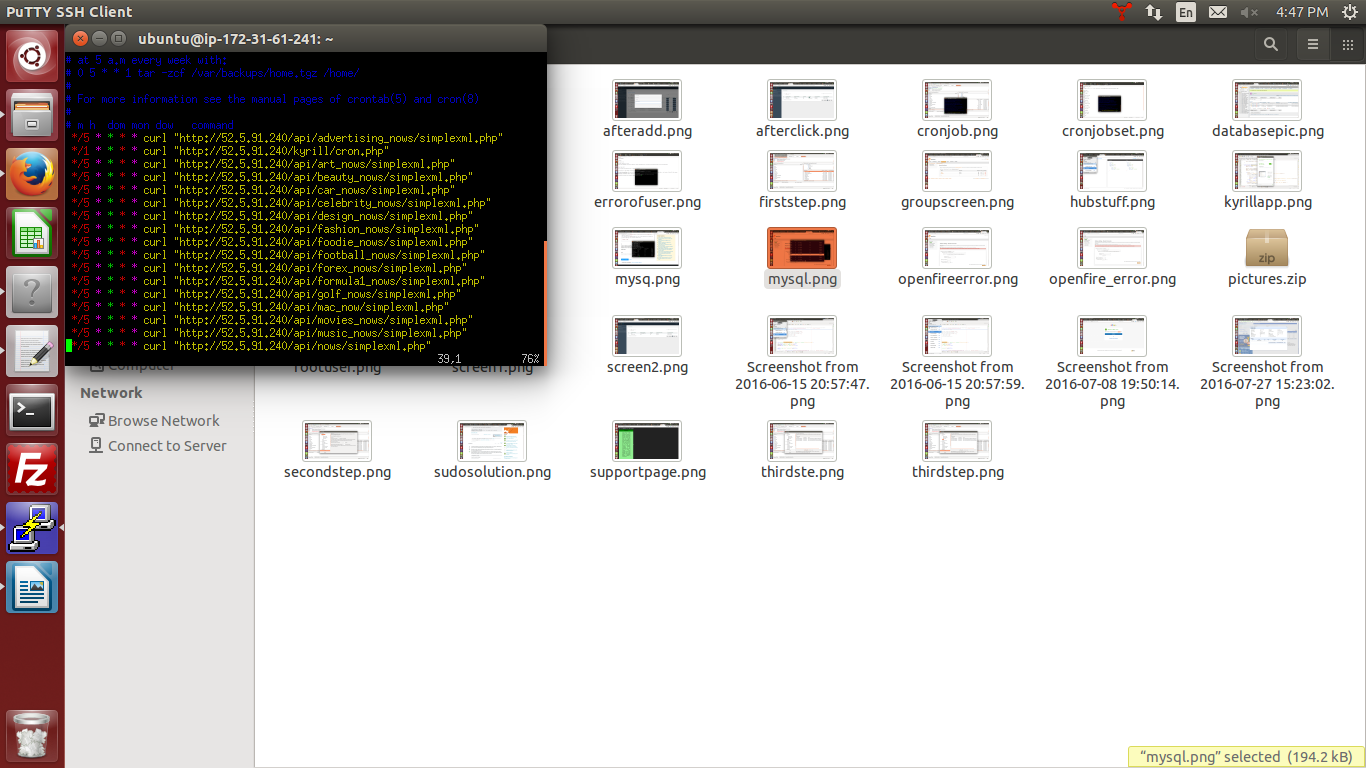 PuTTY SSH Client
En
4:47 PM
ubuntu@ip-172-31-61-241: ~
# at 5 a.m every week with:
# 0 5 * * 1 tar -zcf /var/backups/home.tgz /home/
#
# For more information see the manual pages of crontab(5) and cron(8)
#
# m h  dom mon dow   command
*/5 * * * * curl "http://52.5.91.240/api/advertising_nows/simplexml.php"
*/1 * * * * curl "http://52.5.91.240/kyrill/cron.php"
*/5 * * * * curl "http://52.5.91.240/api/art_nows/simplexml.php"
*/5 * * * * curl "http://52.5.91.240/api/beauty_nows/simplexml.php"
*/5 * * * * curl "http://52.5.91.240/api/car_nows/simplexml.php"
*/5 * * * * curl "http://52.5.91.240/api/celebrity_nows/simplexml.php"
*/5 * * * * curl "http://52.5.91.240/api/design_nows/simplexml.php"
*/5 * * * * curl "http://52.5.91.240/api/fashion_nows/simplexml.php"
*/5 * * * * curl "http://52.5.91.240/api/foodie_nows/simplexml.php"
*/5 * * * * curl "http://52.5.91.240/api/football_nows/simplexml.php"
*/5 * * * * curl "http://52.5.91.240/api/forex_nows/simplexml.php"
*/5 * * * * curl "http://52.5.91.240/api/formula1_nows/simplexml.php"
*/5 * * * * curl "http://52.5.91.240/api/golf_nows/simplexml.php"
*/5 * * * * curl "http://52.5.91.240/api/mac_now/simplexml.php"
*/5 * * * * curl "http://52.5.91.240/api/movies_nows/simplexml.php"
*/5 * * * * curl "http://52.5.91.240/api/music_nows/simplexml.php"
*/5 * * * * curl "http://52.5.91.240/api/nows/simplexml.php"
39,1 76%
Computer
Network
Browse Network
Connect to Server
afteradd.png
afterclick.png
cronjob.png
cronjobset.png
databasepic.png
errorofuser.png
firststep.png
groupscreen.png
hubstuff.png
kyrillapp.png
mysq.png
mysql.png
openfireerror.png
openfire_error.png
zip
pictures.zip
rootuser.png
screen1.png
screen2.png
Screenshot from
2016-06-15 20:57:47.
png
Screenshot from
2016-06-15 20:57:59.
png
Screenshot from
2016-07-08 19:50:14.
png
Screenshot from
2016-07-27 15:23:02.
png
secondstep.png
sudosolution.png
supportpage.png
thirdste.png
thirdstep.png
“mysql.png” selected (194.2 kB)